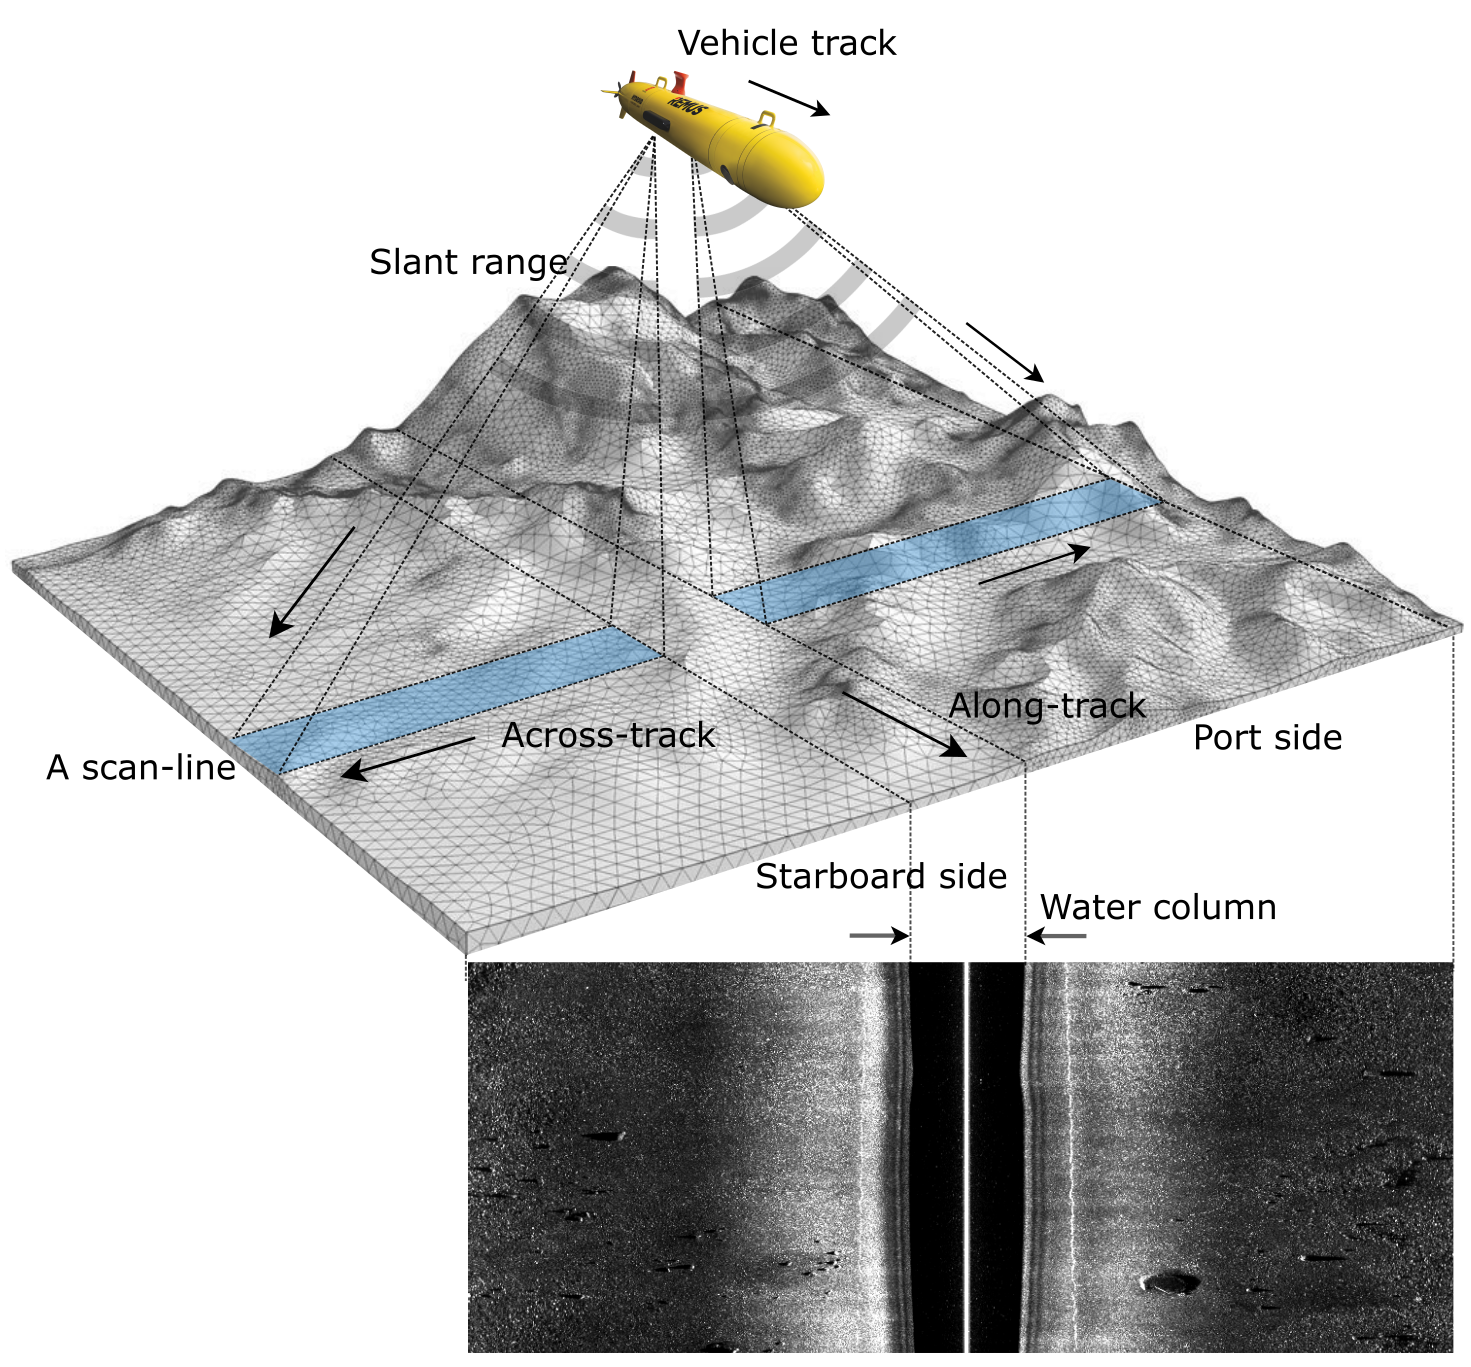 Vehicle track
REMUS
Slant range
Along-track
Across-track
Port side
A scan-line
Starboard side
Water column